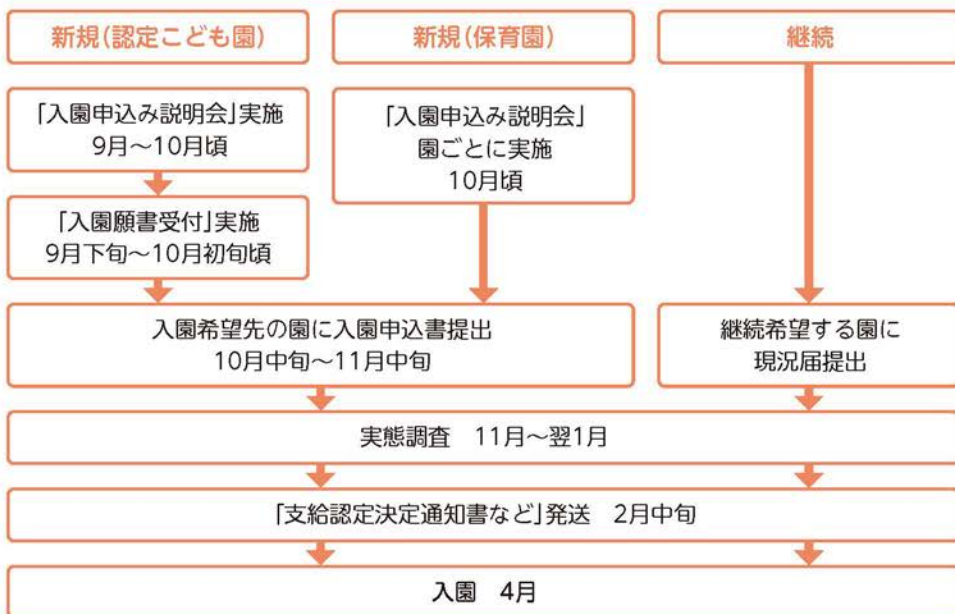 新規(認定こども園)
新規(保育園)
継続
「入園申込み説明会」実施
9月～10月頃
「入園申込み説明会」
園ごとに実施
10月頃
「入園願書受付」実施
9月下旬～10月初旬頃
入園希望先の園に入園申込書提出
10月中旬～11月中旬
継続希望する園に
現況届提出
実態調査　11月～翌1月
「支給認定決定通知書など」発送　2月中旬
入園　4月